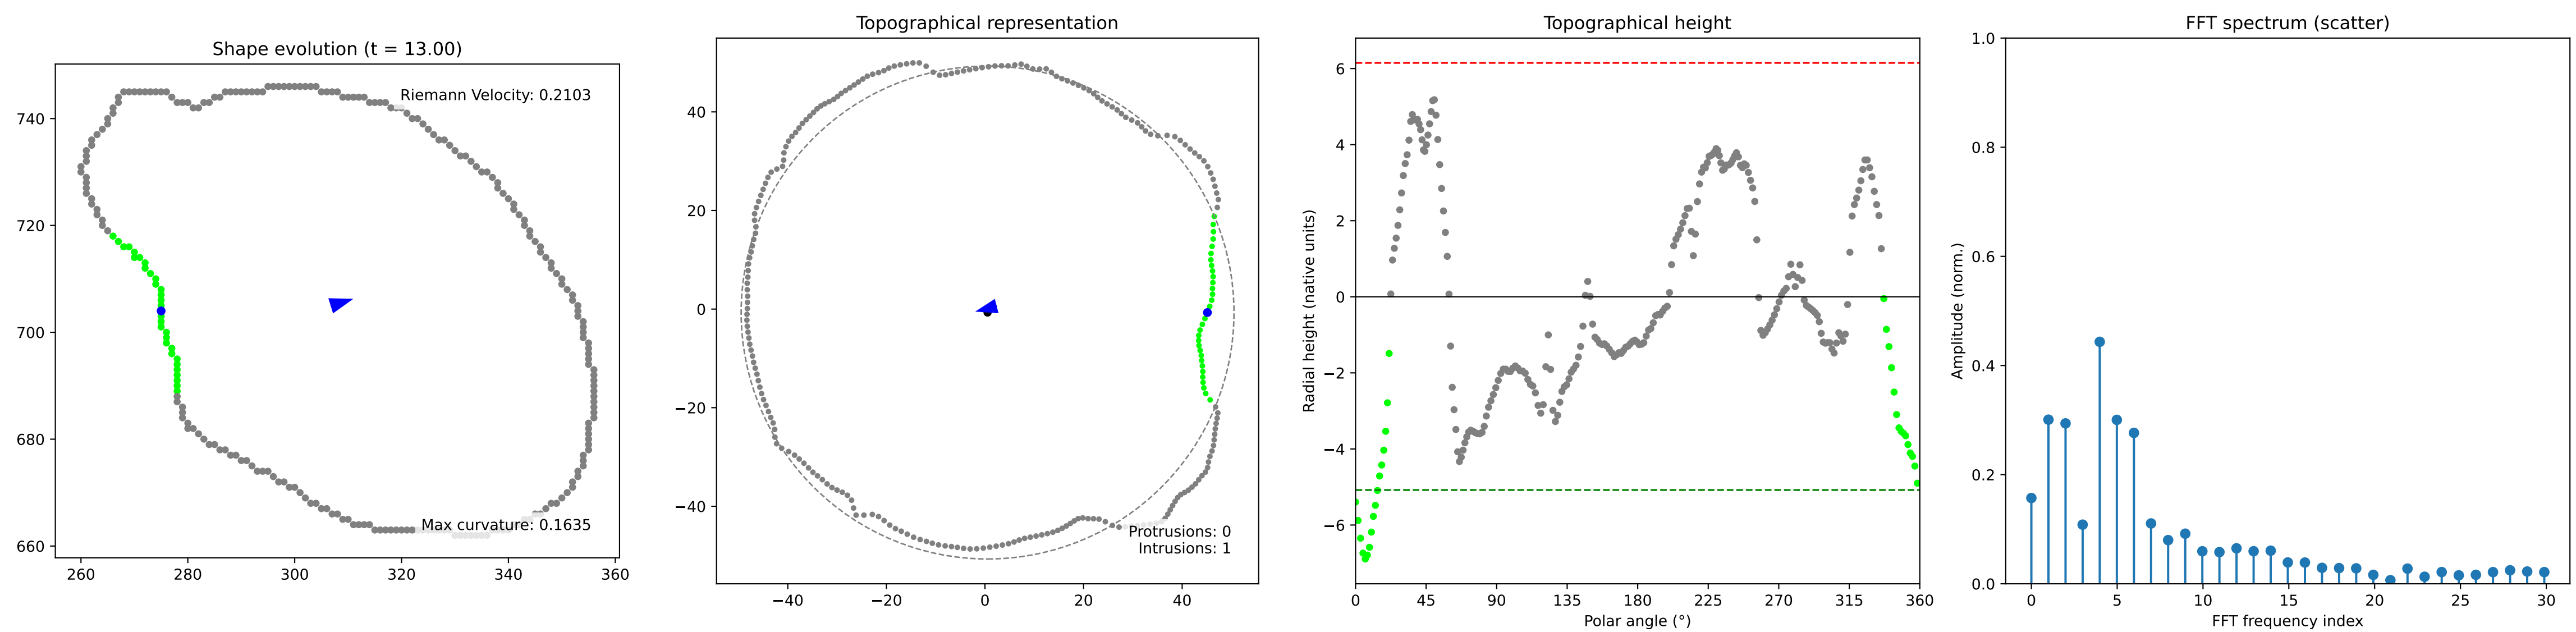 Shape evolution (t = 13.00)
Riemann Velocity: 0.2103
Max curvature: 0.1635
740
720
700
680
660
260 280 300 320 340 360
Topographical representation
40
20
0
−20
−40
Protrusions: 0
Intrusions: 1
−40 −20 0 20 40
Topographical height
Radial height (native units)
6
4
2
0
−2
−4
−6
0 45 90 135 180 225 270 315 360
Polar angle (°)
FFT spectrum (scatter)
Amplitude (norm.)
1.0
0.8
0.6
0.4
0.2
0.0
0 5 10 15 20 25 30
FFT frequency index